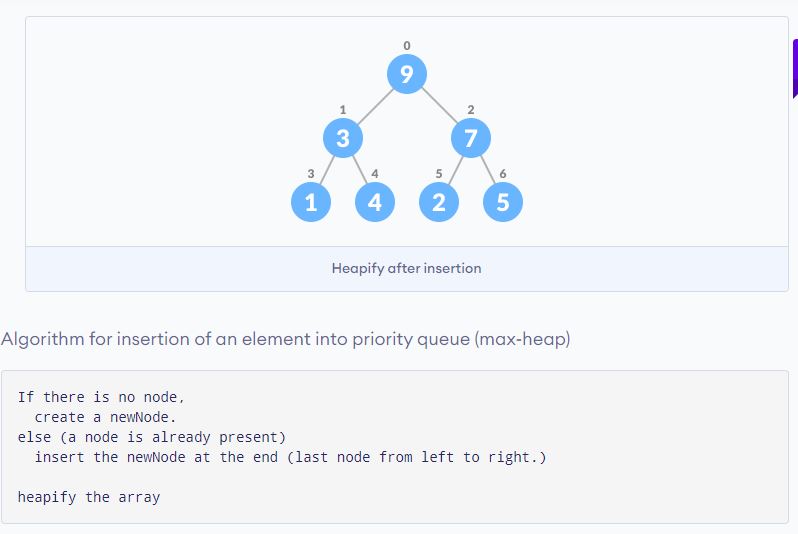 0
9
1 2
3 7
3 4 5 6
1 4 2 5
Heapify after insertion
Algorithm for insertion of an element into priority queue (max-heap)
If there is no node,
create a newNode.
else (a node is already present)
insert the newNode at the end (last node from left to right.)
heapify the array